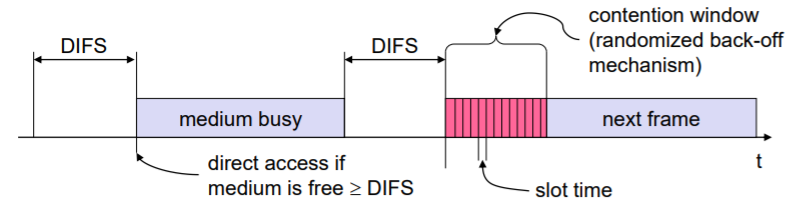 DIFS
DIFS
contention window
(randomized back-off
mechanism)
medium busy
next frame
direct access if
medium is free ≥ DIFS
slot time
t